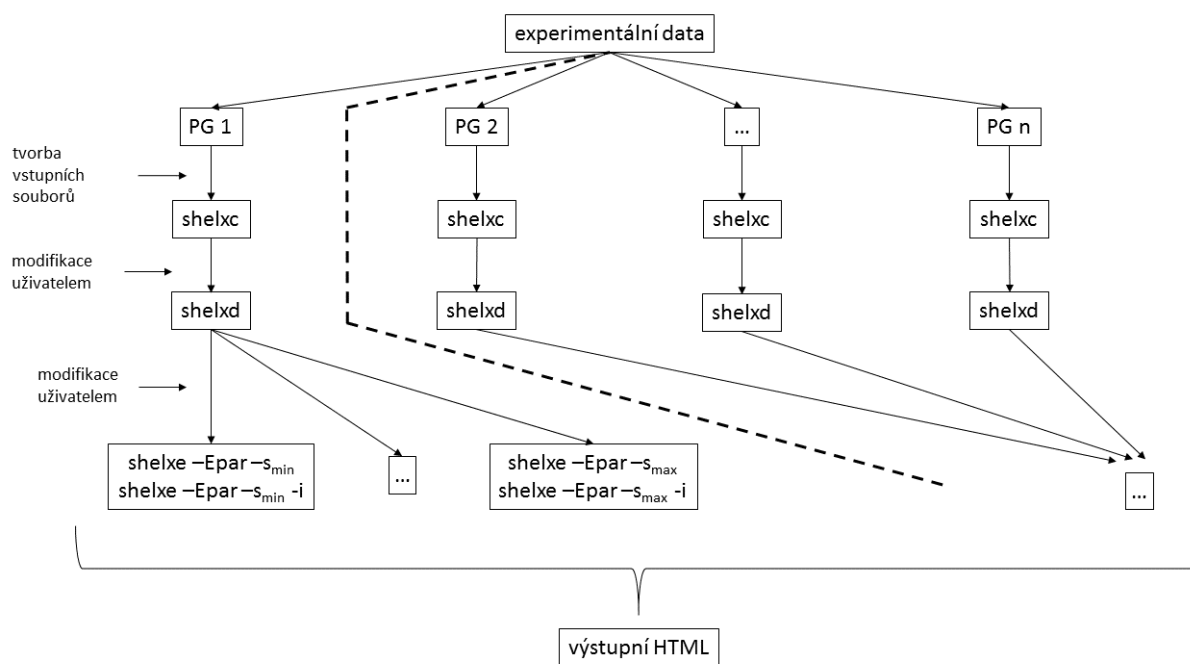 experimentální data
PG 1
PG 2
...
PG n
tvorba
vstupních
souborů
shelxc
shelxc
shelxc
shelxc
modifikace
uživatelem
shelxd
shelxd
shelxd
shelxd
modifikace
uživatelem
shelxe –Epar –smin
shelxe –Epar –smin -i
...
shelxe –Epar –smax
shelxe –Epar –smax -i
...
výstupní HTML